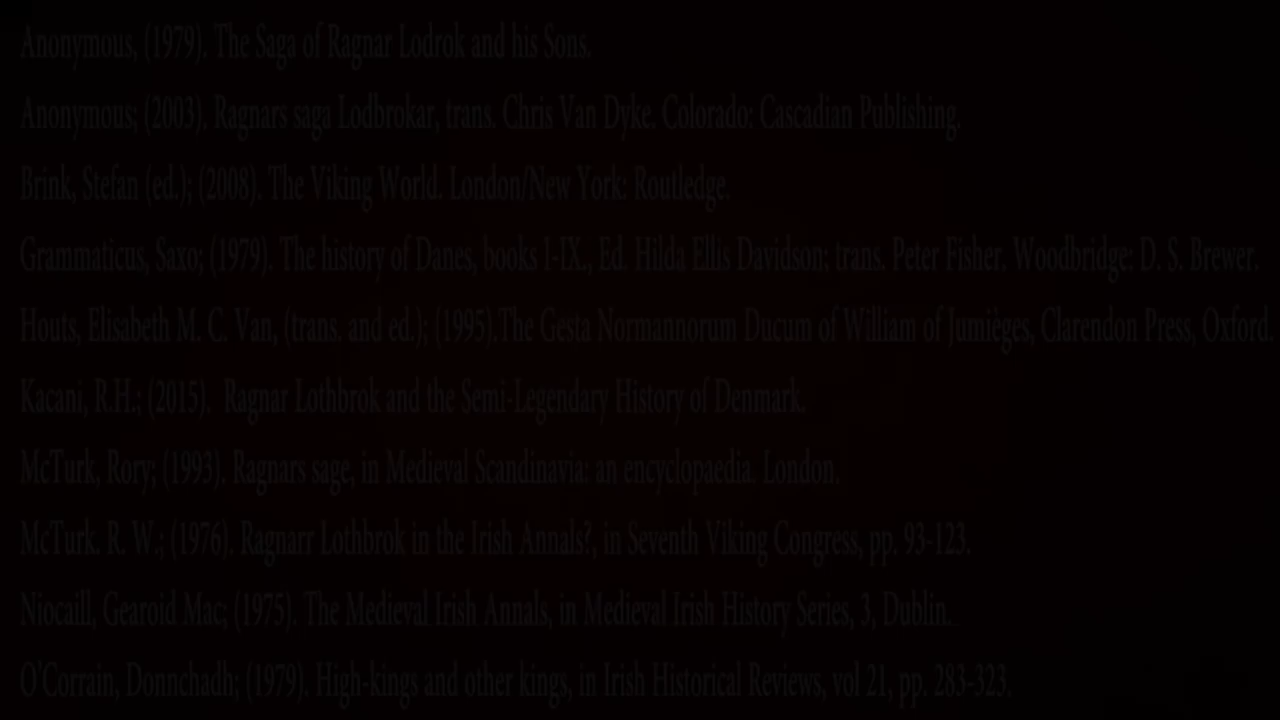 Anonymous, (1979). The Saga of Ragnar Lodrok and his Sons.
Anonymous; (2003). Ragnars saga Lodbrokar, trans. Chris Van Dyke. Colorado: Cascadian Publishing.
Brink, Stefan (ed.); (2008). The Viking World. London/New York: Routledge.
Grammaticus, Saxo; (1979). The history of Danes, books I-IX., Ed. Hilda Ellis Davidson; trans. Peter Fisher. Woodbridge: D. S. Brewer.
Houts, Elisabeth M. C. Van, (trans. and ed.); (1995).The Gesta Normannorum Ducum of William of Jumièges, Clarendon Press, Oxford.
Kacani, R.H.; (2015). Ragnar Lothbrok and the Semi-Legendary History of Denmark.
McTurk, Rory; (1993). Ragnars sage, in Medieval Scandinavia: an encyclopaedia. London.
McTurk. R. W.; (1976). Ragnarr Lothbrok in the Irish Annals?, in Seventh Viking Congress, pp. 93-123.
Niocaill, Gearoid Mac; (1975). The Medieval Irish Annals, in Medieval Irish History Series, 3, Dublin.
O'Corrain, Donnchadh; (1979). High-kings and other kings, in Irish Historical Reviews, vol 21, pp. 283-323.